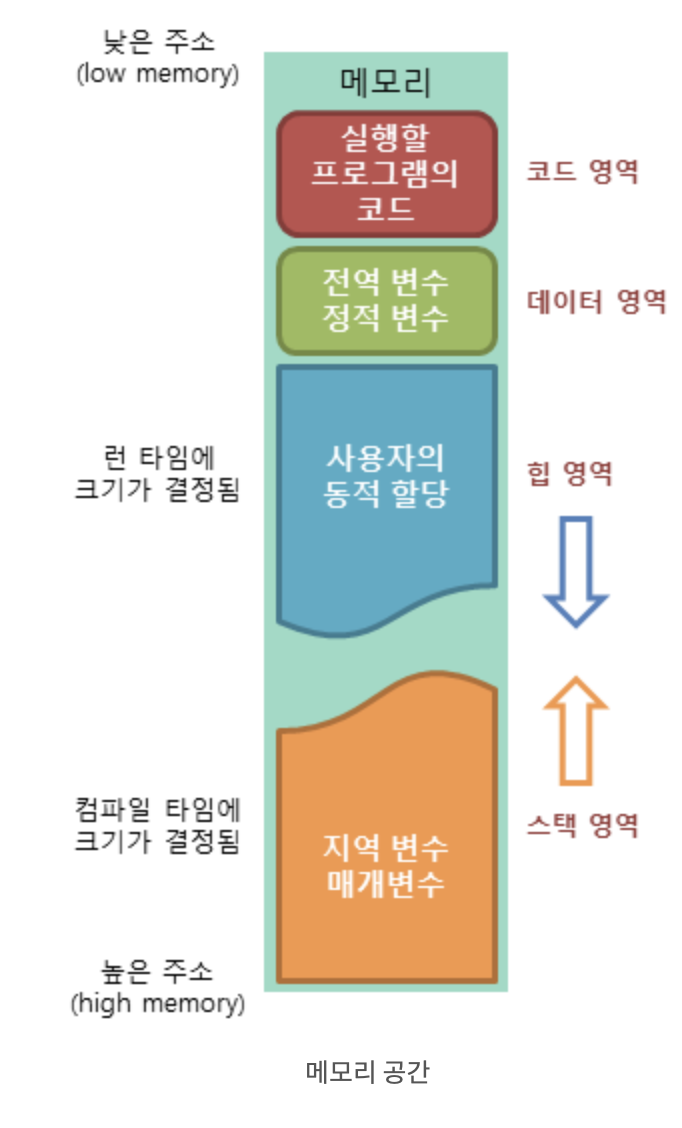 낮은 주소
(low memory)
메모리
실행할
프로그램의
코드
코드 영역
전역 변수
정적 변수
데이터 영역
런 타임에
크기가 결정됨
사용자의
동적 할당
힙 영역
컴파일 타임에
크기가 결정됨
지역 변수
매개변수
스택 영역
높은 주소
(high memory)
메모리 공간